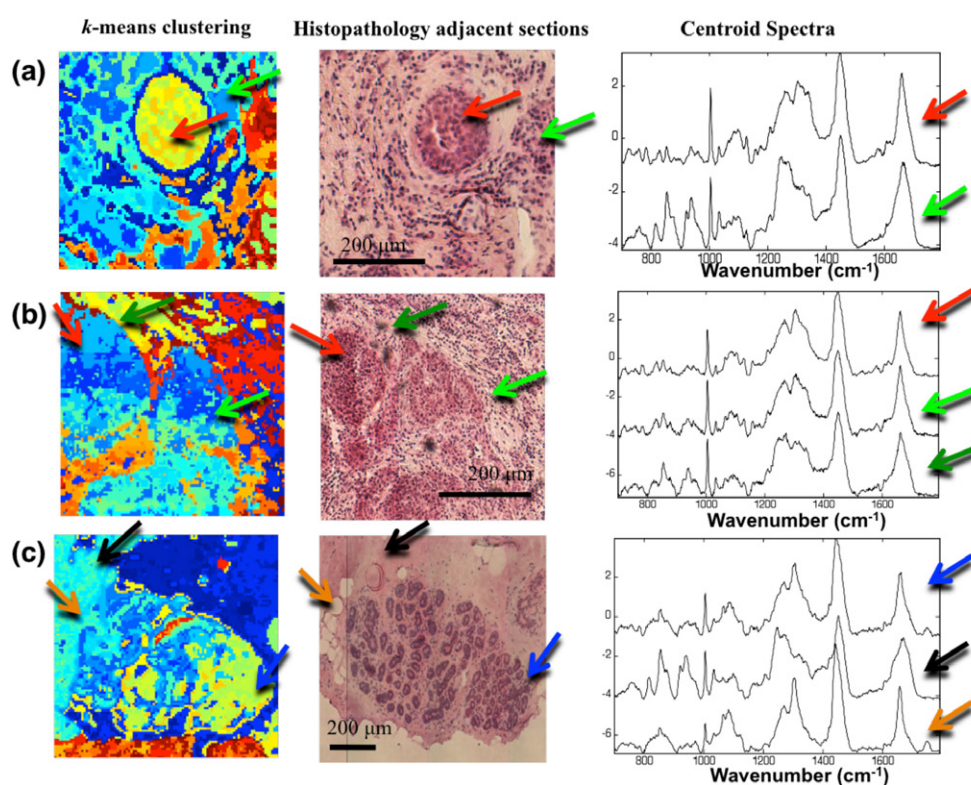 k-means clustering Histopathology adjacent sections Centroid Spectra
(a)
200 µm
2
0
-2
-4
800 1000 1200 1400 1600
Wavenumber (cm-1)
(b)
200 µm
2
0
-2
-4
-6
800 1000 1200 1400 1600
Wavenumber (cm-1)
(c)
200 µm
2
0
-2
-4
-6
800 1000 1200 1400 1600
Wavenumber (cm-1)